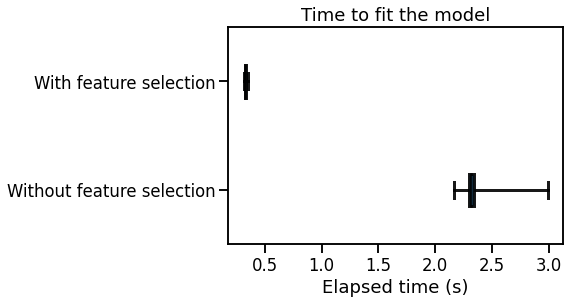 Time to fit the model
With feature selection
Without feature selection
0.5 1.0 1.5 2.0 2.5 3.0
Elapsed time (s)